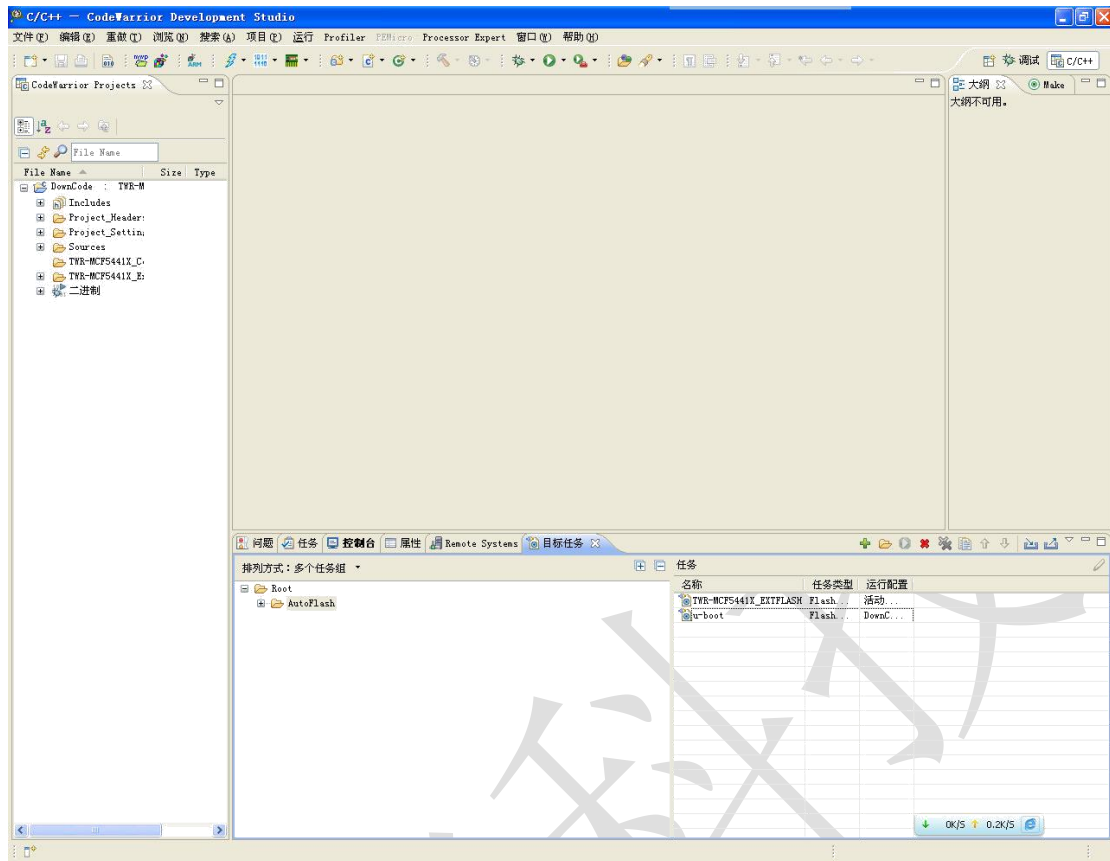 C/C++ — CodeWarrior Development Studio
文件(F) 编辑(E) 重做(T) 浏览(N) 搜索(A) 项目(P) 运行 Profiler PEMicro Processor Expert 窗口(W) 帮助(H)
调试 C/C++
CodeWarrior Projects
大纲 Make
大纲不可用。
File Name
File Name Size Type
DownCode : TWR-M
Includes
Project_Header:
Project_Settin
Sources
TWR-MCF5441X_C
TWR-MCF5441X_E
二进制
问题 任务 控制台 属性 Remote Systems 目标任务
排列方式：多个任务组
任务
Root
AutoFlash
名称 任务类型 运行配置
TWR-MCF5441X_EXTFLASH Flash... 活动...
u-boot Flash... DownC...
0K/S 0.2K/S